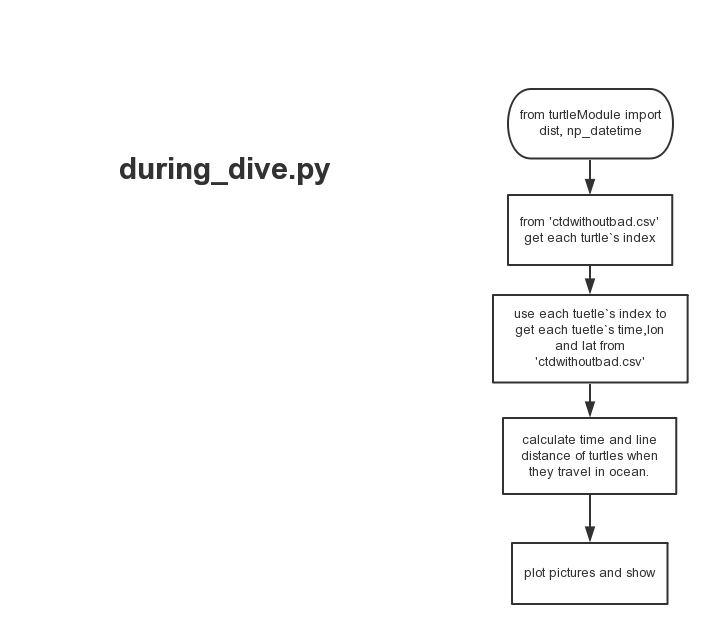 during_dive.py
from turtleModule import
dist, np_datetime
from 'ctdwithoutbad.csv'
get each turtle`s index
use each tuetle`s index to
get each tuetle`s time,lon
and lat from
'ctdwithoutbad.csv'
calculate time and line
distance of turtles when
they travel in ocean.
plot pictures and show